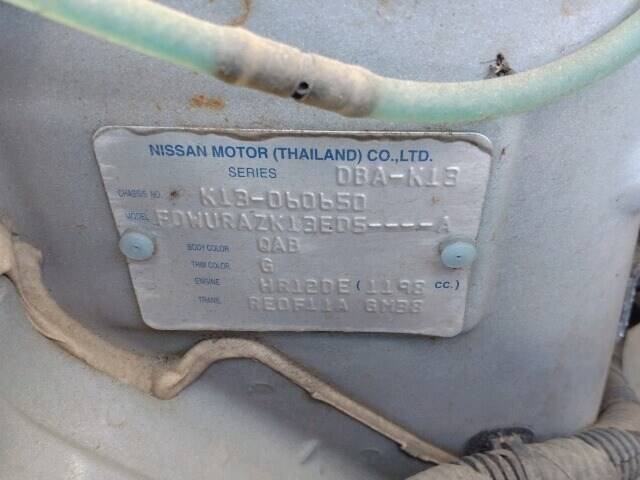 NISSAN MOTOR (THAILAND) CO.,LTD.
SERIES DBA-K13
CHASSIS NO. K13-060650
MODEL FDWURAZK13EDS----A
BODY COLOR QAB
TRIM COLOR G
ENGINE HR12DE (1198 CC.)
TRANS. RE0F11A GM38